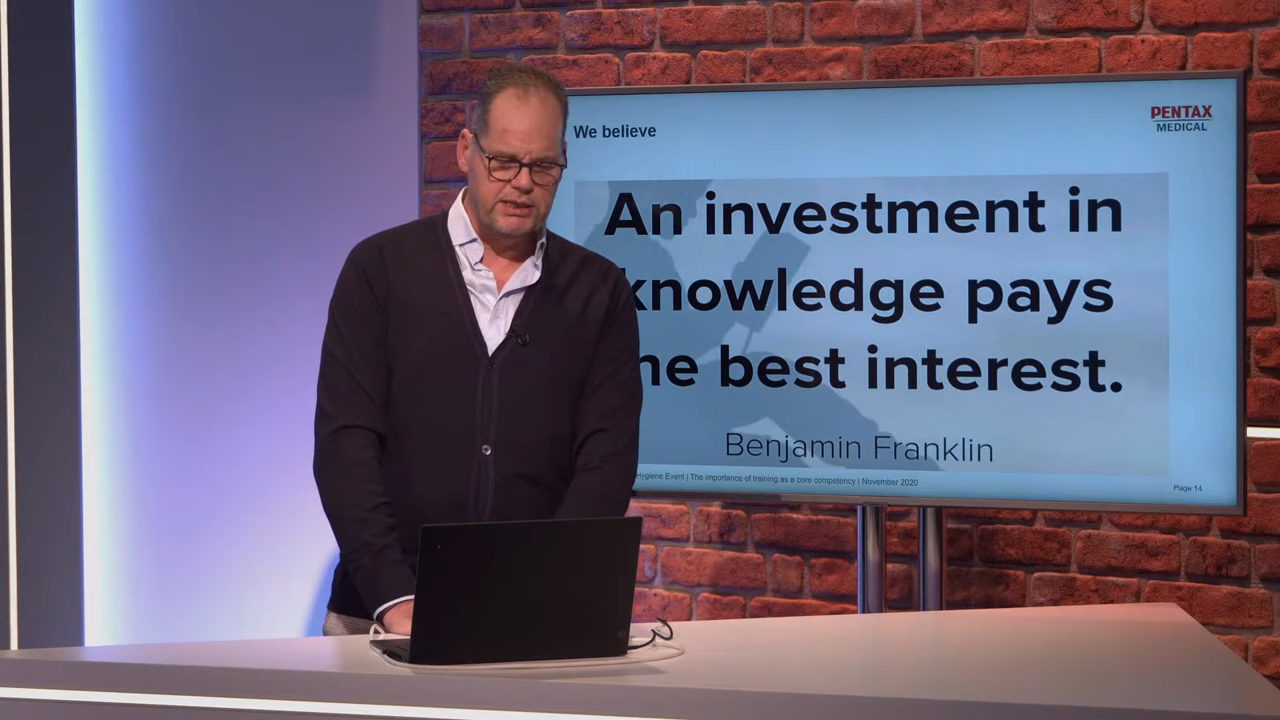 We believe
PENTAX
MEDICAL
An investment in
knowledge pays
he best interest.
Benjamin Franklin
Hygiene Event | The importance of training as a core competency | November 2020
Page 14